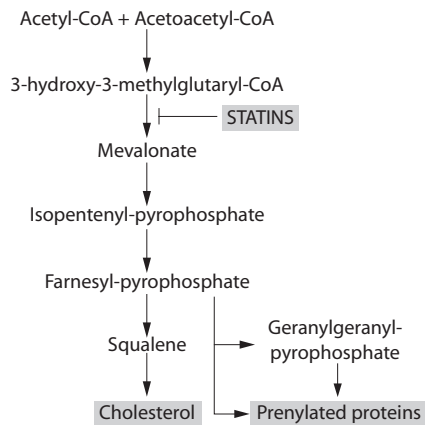 Acetyl-CoA + Acetoacetyl-CoA
3-hydroxy-3-methylglutaryl-CoA
STATINS
Mevalonate
Isopentenyl-pyrophosphate
Farnesyl-pyrophosphate
Geranylgeranyl-
pyrophosphate
Squalene
Cholesterol
Prenylated proteins